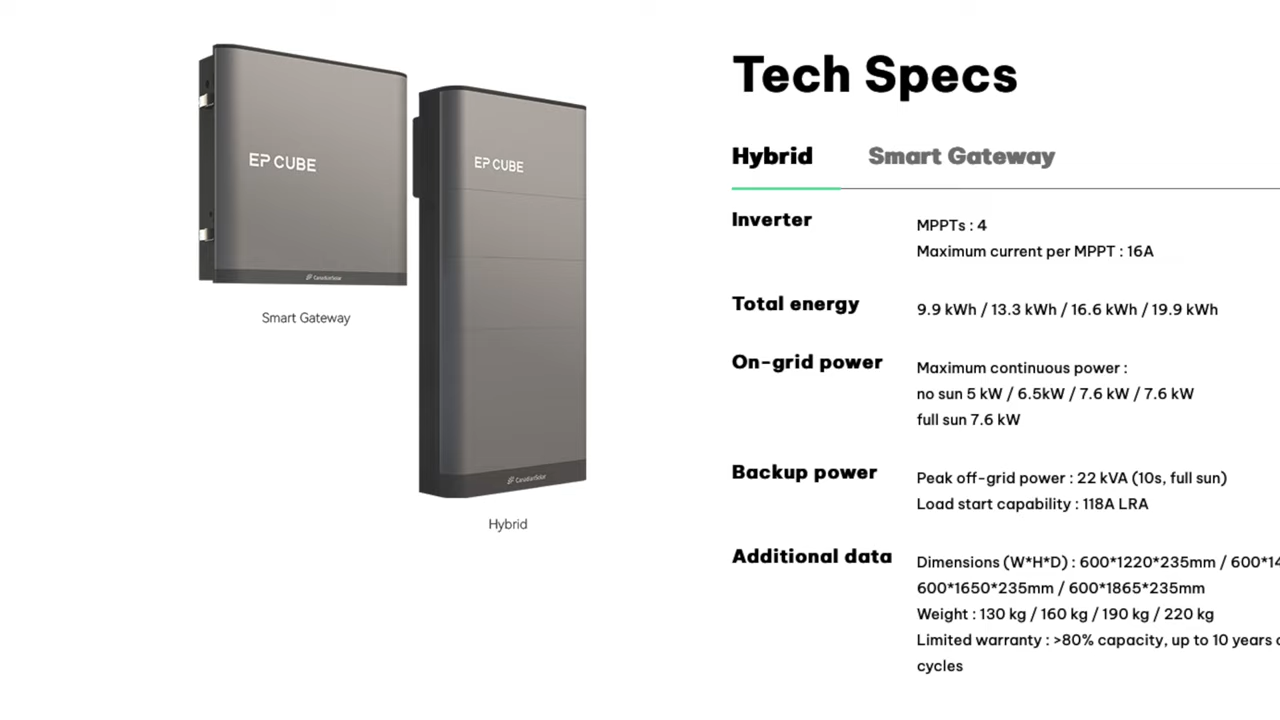 EP CUBE
CanadianSolar
Smart Gateway
EP CUBE
CanadianSolar
Hybrid
Tech Specs
Hybrid Smart Gateway
Inverter
MPPTs : 4
Maximum current per MPPT : 16A
Total energy
9.9 kWh / 13.3 kWh / 16.6 kWh / 19.9 kWh
On-grid power
Maximum continuous power :
no sun 5 kW / 6.5kW / 7.6 kW / 7.6 kW
full sun 7.6 kW
Backup power
Peak off-grid power : 22 kVA (10s, full sun)
Load start capability : 118A LRA
Additional data
Dimensions (W*H*D) : 600*1220*235mm / 600*14
600*1650*235mm / 600*1865*235mm
Weight : 130 kg / 160 kg / 190 kg / 220 kg
Limited warranty : >80% capacity, up to 10 years
cycles